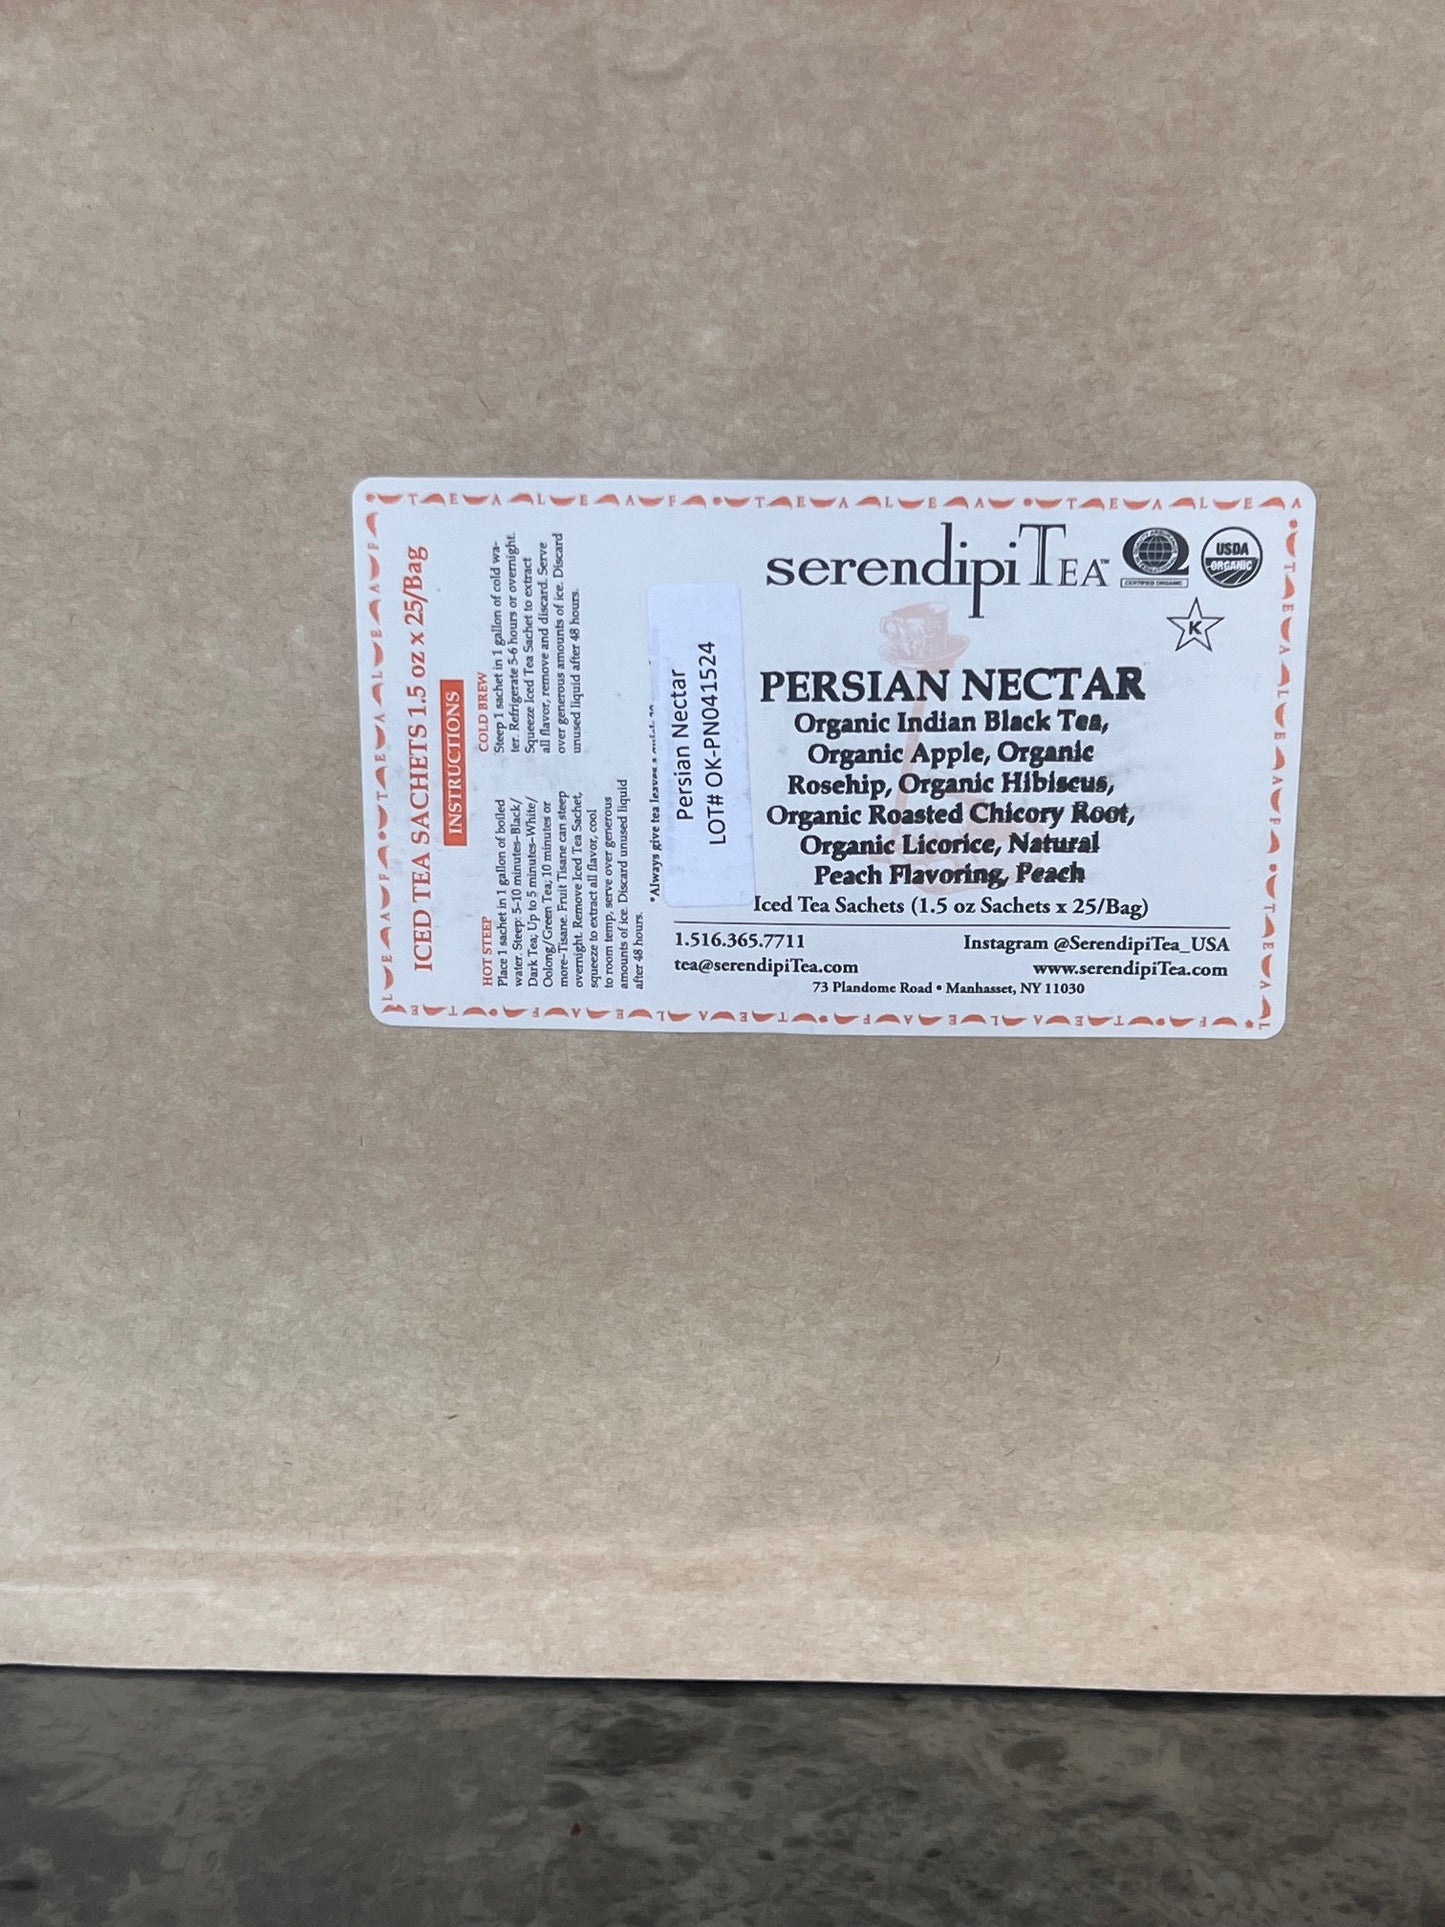 ICED TEA SACHETS 1.5 oz x 25/Bag
INSTRUCTIONS
HOT STEEP
Place 1 sachet in 1 gallon of boiled
water. Steep: 5-10 minutes–Black/
Dark Tea; Up to 5 minutes–White/
Oolong/Green Tea; 10 minutes or
more–Tisane. Fruit Tisane can steep
overnight. Remove Iced Tea Sachet,
squeeze to extract all flavor, cool
to room temp, serve over generous
amounts of ice. Discard unused liquid
after 48 hours.
COLD BREW
Steep 1 sachet in 1 gallon of cold wa-
ter. Refrigerate 5-6 hours or overnight.
Squeeze Iced Tea Sachet to extract
all flavor, remove and discard. Serve
over generous amounts of ice. Discard
unused liquid after 48 hours.
*Always give tea leaves a
Persian Nectar
LOT# OK-PN041524
serendipiTEA™
CERTIFIED ORGANIC
USDA
ORGANIC
K
PERSIAN NECTAR
Organic Indian Black Tea,
Organic Apple, Organic
Rosehip, Organic Hibiscus,
Organic Roasted Chicory Root,
Organic Licorice, Natural
Peach Flavoring, Peach
Iced Tea Sachets (1.5 oz Sachets x 25/Bag)
1.516.365.7711 Instagram @SerendipiTea_USA
tea@serendipiTea.com www.serendipiTea.com
73 Plandome Road • Manhasset, NY 11030